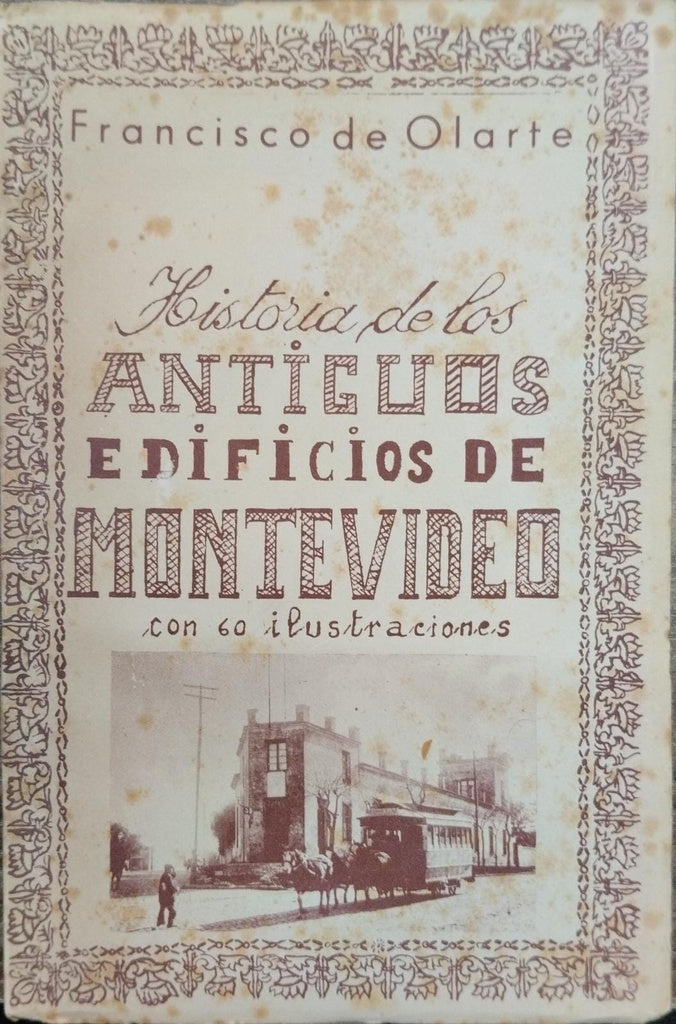 Francisco de Olarte
Historia de los
ANTIGUOS
EDIFICIOS DE
MONTEVIDEO
con 60 ilustraciones